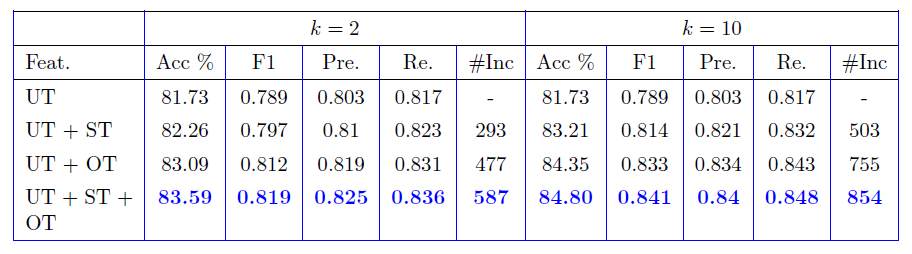 k = 2 k = 10
Feat. Acc % F1 Pre. Re. #Inc Acc % F1 Pre. Re. #Inc
UT 81.73 0.789 0.803 0.817 - 81.73 0.789 0.803 0.817 -
UT + ST 82.26 0.797 0.81 0.823 293 83.21 0.814 0.821 0.832 503
UT + OT 83.09 0.812 0.819 0.831 477 84.35 0.833 0.834 0.843 755
UT + ST + 83.59 0.819 0.825 0.836 587 84.80 0.841 0.84 0.848 854
OT